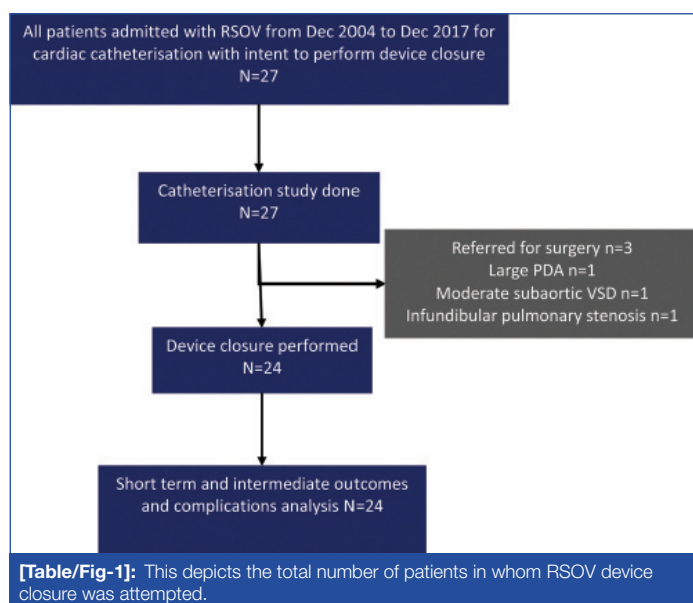 All patients admitted with RSOV from Dec 2004 to Dec 2017 for
cardiac catheterisation with intent to perform device closure
N=27
Catheterisation study done
N=27
Referred for surgery n=3
Large PDA n=1
Moderate subaortic VSD n=1
Infundibular pulmonary stenosis n=1
Device closure performed
N=24
Short term and intermediate outcomes
and complications analysis N=24
[Table/Fig-1]: This depicts the total number of patients in whom RSOV device
closure was attempted.